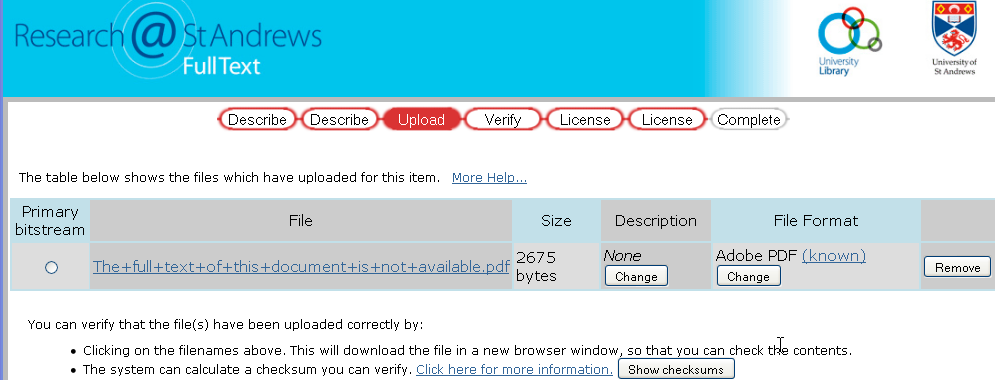 Research@StAndrews
FullText
University
Library
University of
St Andrews
Describe Describe Upload Verify License License Complete
The table below shows the files which have uploaded for this item. More Help...
Primary
bitstream File Size Description File Format
The+full+text+of+this+document+is+not+available.pdf 2675
bytes None
Change Adobe PDF (known)
Change Remove
You can verify that the file(s) have been uploaded correctly by:
• Clicking on the filenames above. This will download the file in a new browser window, so that you can check the contents.
• The system can calculate a checksum you can verify. Click here for more information. Show checksums